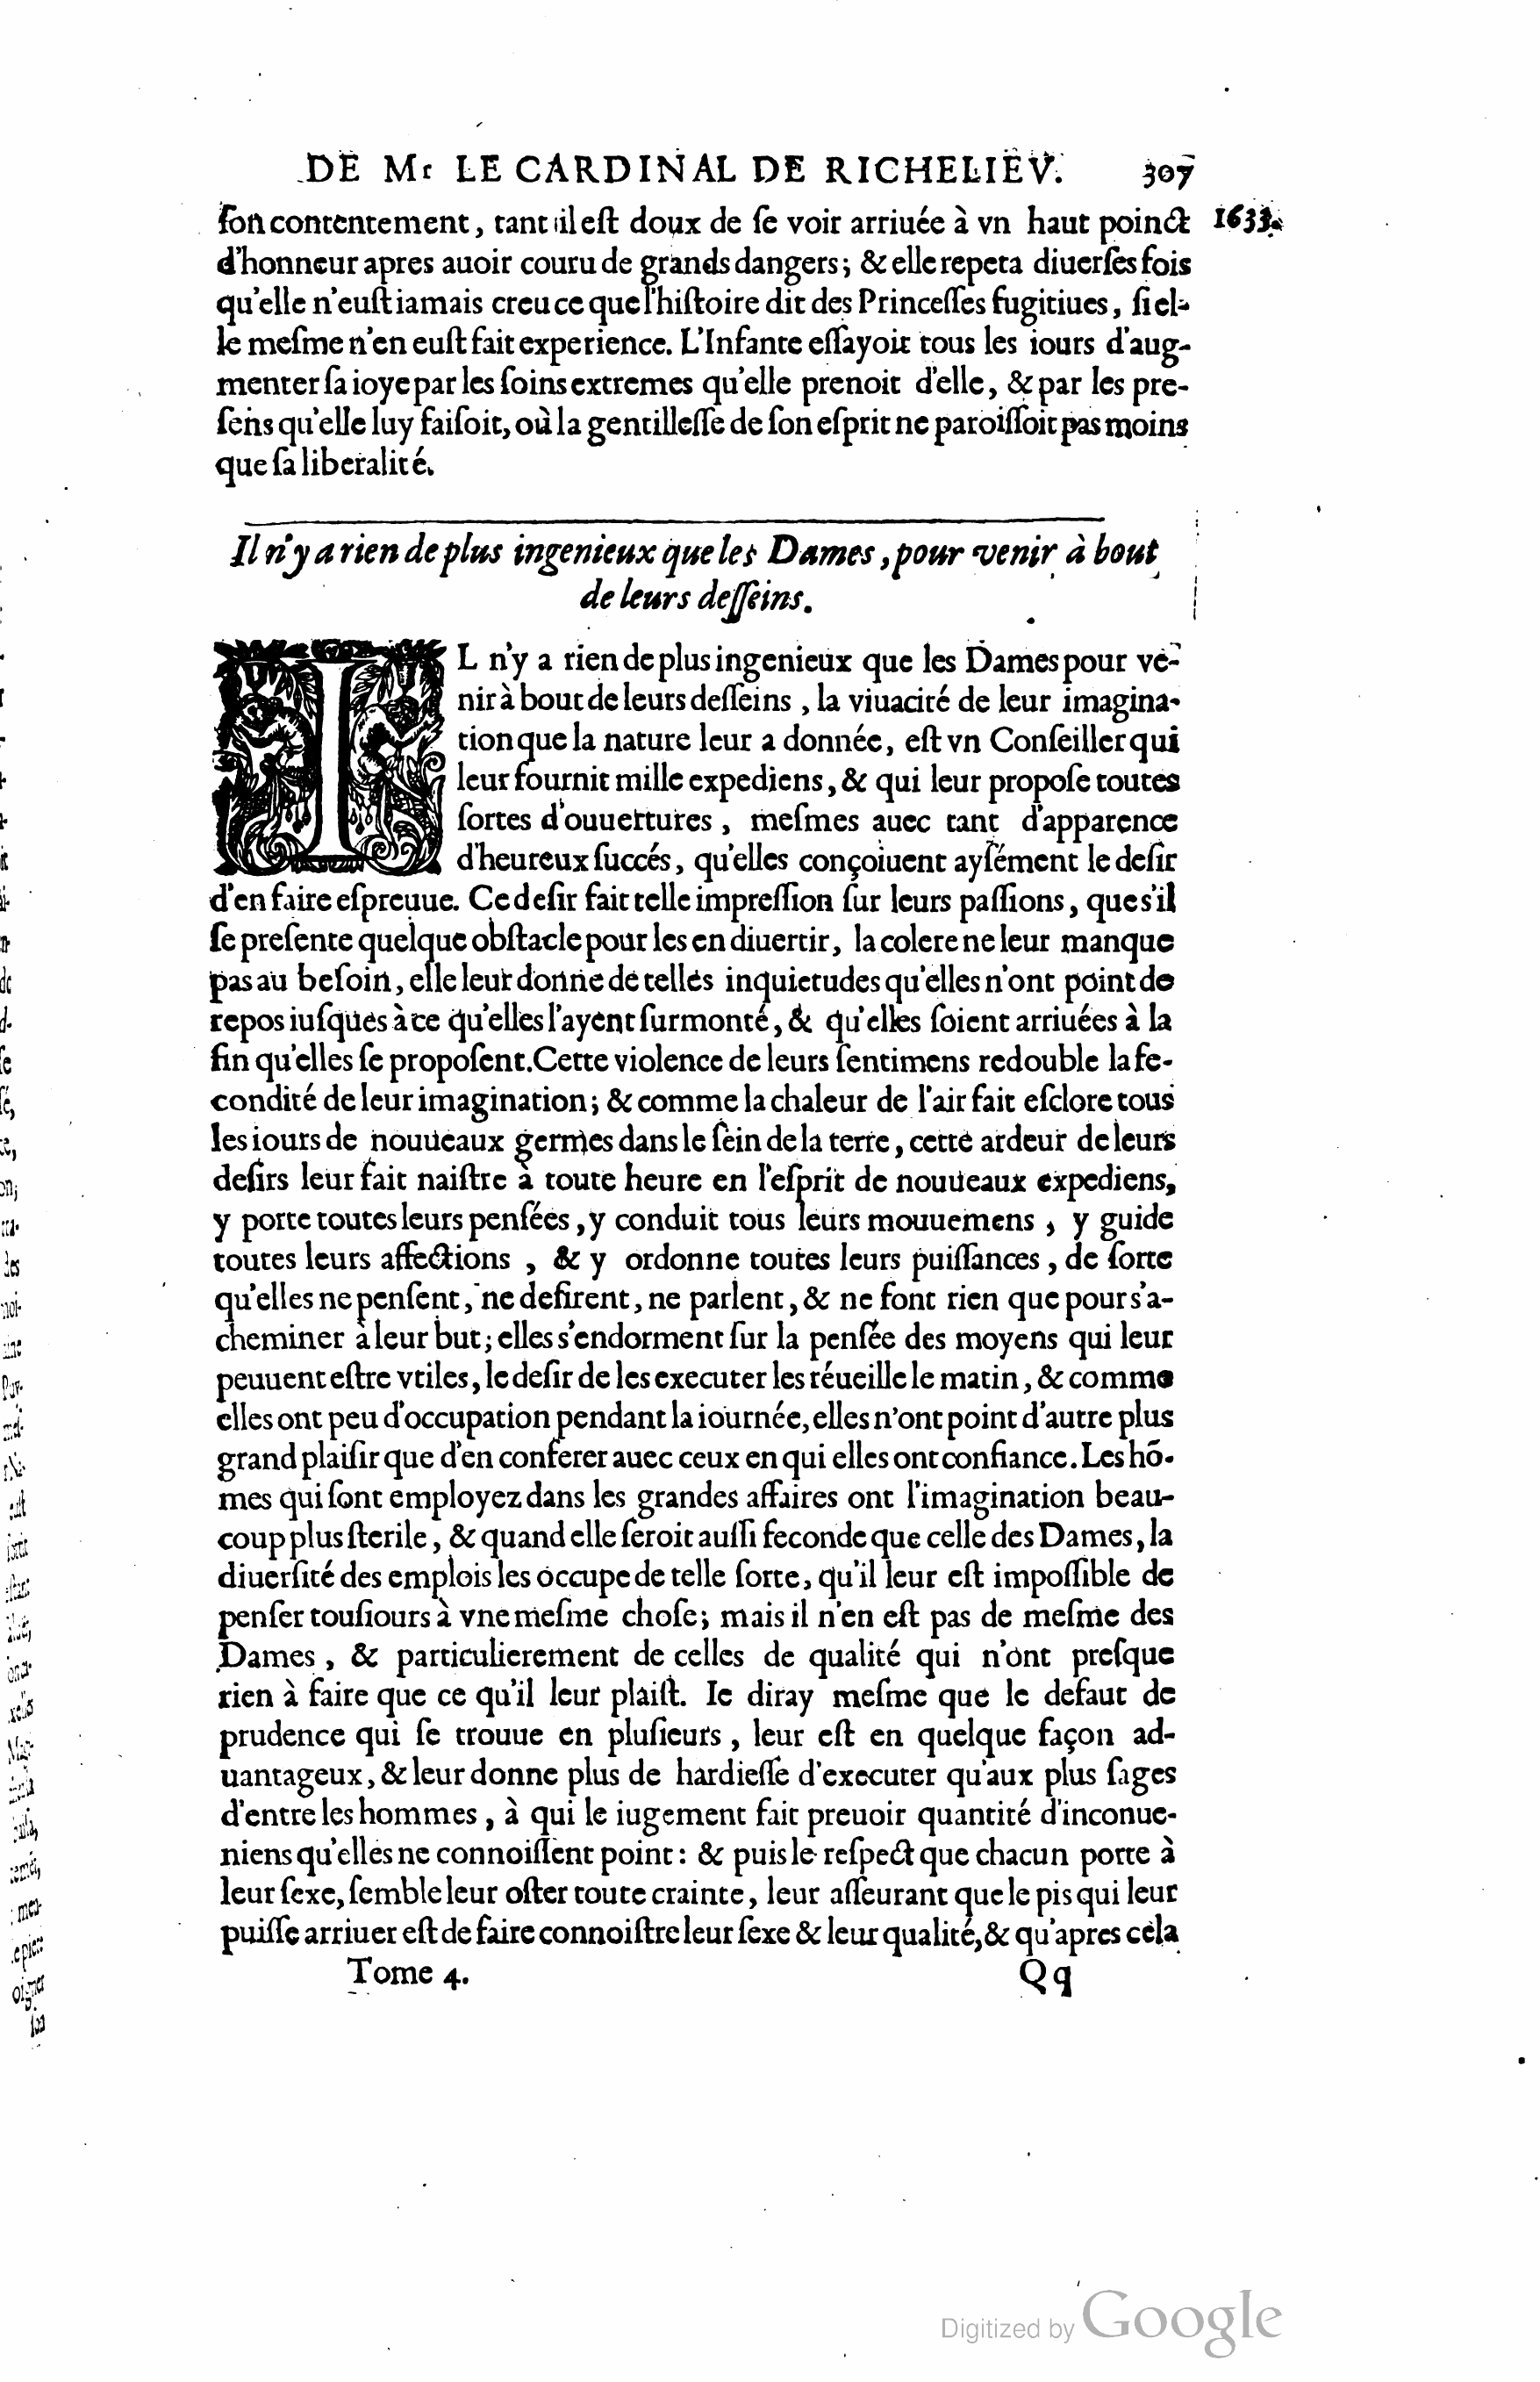 DE Mr LE CARDINAL DE RICHELIEV. 307
ſon contentement, tant il eſt doux de ſe voir arriuée à vn haut poinct 1633.
d'honneur apres auoir couru de grands dangers; & elle repeta diuerſes fois
qu'elle n'euſt iamais creu ce que l'hiſtoire dit des Princeſſes fugitiues, ſi el-
le meſme n'en euſt fait experience. L'Infante eſſayoit tous les iours d'aug-
menter ſa ioye par les ſoins extremes qu'elle prenoit d'elle, & par les pre-
ſens qu'elle luy faiſoit, où la gentilleſſe de ſon eſprit ne paroiſſoit pas moins
que ſa liberalité.
Il n'y a rien de plus ingenieux que les Dames, pour venir à bout
de leurs deſſeins.
IL n'y a rien de plus ingenieux que les Dames pour ve-
nir à bout de leurs deſſeins, la viuacité de leur imagina-
tion que la nature leur a donnée, eſt vn Conſeiller qui
leur fournit mille expediens, & qui leur propoſe toutes
ſortes d'ouuertures, meſmes auec tant d'apparence
d'heureux ſuccés, qu'elles conçoiuent ayſément le deſir
d'en faire eſpreuue. Ce deſir fait telle impreſſion ſur leurs paſſions, que s'il
ſe preſente quelque obſtacle pour les en diuertir, la colere ne leur manque
pas au beſoin, elle leur donne de telles inquietudes qu'elles n'ont point de
repos iuſques à ce qu'elles l'ayent ſurmonté, & qu'elles ſoient arriuées à la
fin qu'elles ſe propoſent. Cette violence de leurs ſentimens redouble la fe-
condité de leur imagination; & comme la chaleur de l'air fait eſclore tous
les iours de nouueaux germes dans le ſein de la terre, cette ardeur de leurs
deſirs leur fait naiſtre à toute heure en l'eſprit de nouueaux expediens,
y porte toutes leurs penſées, y conduit tous leurs mouuemens, y guide
toutes leurs affections, & y ordonne toutes leurs puiſſances, de ſorte
qu'elles ne penſent, ne deſirent, ne parlent, & ne font rien que pour s'a-
cheminer à leur but; elles s'endorment ſur la penſée des moyens qui leur
peuuent eſtre vtiles, le deſir de les executer les réueille le matin, & comme
elles ont peu d'occupation pendant la iournée, elles n'ont point d'autre plus
grand plaiſir que d'en conferer auec ceux en qui elles ont confiance. Les hō-
mes qui ſont employez dans les grandes affaires ont l'imagination beau-
coup plus ſterile, & quand elle ſeroit auſſi feconde que celle des Dames, la
diuerſité des emplois les occupe de telle ſorte, qu'il leur eſt impoſſible de
penſer touſiours à vne meſme choſe; mais il n'en eſt pas de meſme des
Dames, & particulierement de celles de qualité qui n'ont preſque
rien à faire que ce qu'il leur plaiſt. Ie diray meſme que le defaut de
prudence qui ſe trouue en pluſieurs, leur eſt en quelque façon ad-
uantageux, & leur donne plus de hardieſſe d'executer qu'aux plus ſages
d'entre les hommes, à qui le iugement fait preuoir quantité d'inconue-
niens qu'elles ne connoiſſent point: & puis le reſpect que chacun porte à
leur ſexe, ſemble leur oſter toute crainte, leur aſſeurant que le pis qui leur
puiſſe arriuer eſt de faire connoiſtre leur ſexe & leur qualité, & qu'apres cela
Tome 4. Qq
Digitized by Google